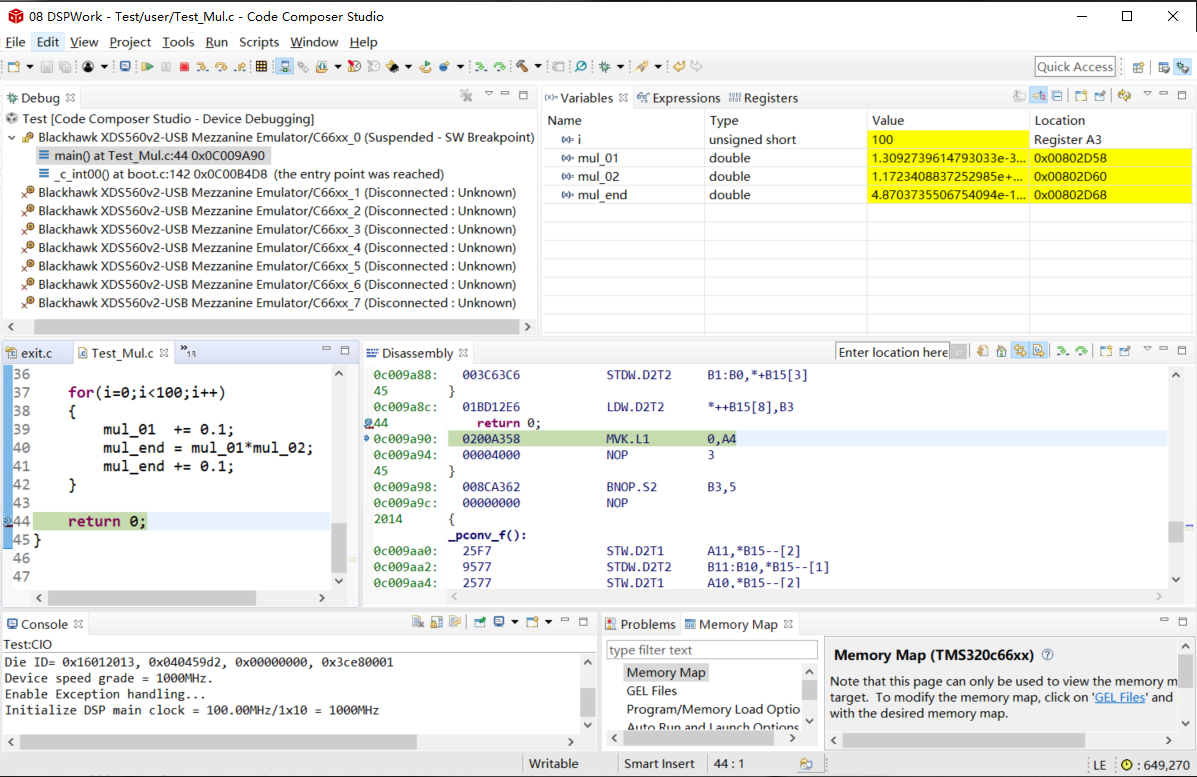 08 DSPWork - Test/user/Test_Mul.c - Code Composer Studio
File Edit View Project Tools Run Scripts Window Help
Quick Access
Debug
Test [Code Composer Studio - Device Debugging]
Blackhawk XDS560v2-USB Mezzanine Emulator/C66xx_0 (Suspended - SW Breakpoint)
main() at Test_Mul.c:44 0x0C009A90
_c_int00() at boot.c:142 0x0C00B4D8 (the entry point was reached)
Blackhawk XDS560v2-USB Mezzanine Emulator/C66xx_1 (Disconnected : Unknown)
Blackhawk XDS560v2-USB Mezzanine Emulator/C66xx_2 (Disconnected : Unknown)
Blackhawk XDS560v2-USB Mezzanine Emulator/C66xx_3 (Disconnected : Unknown)
Blackhawk XDS560v2-USB Mezzanine Emulator/C66xx_4 (Disconnected : Unknown)
Blackhawk XDS560v2-USB Mezzanine Emulator/C66xx_5 (Disconnected : Unknown)
Blackhawk XDS560v2-USB Mezzanine Emulator/C66xx_6 (Disconnected : Unknown)
Blackhawk XDS560v2-USB Mezzanine Emulator/C66xx_7 (Disconnected : Unknown)
(x)= Variables Expressions Registers
Name Type Value Location
(x)= i unsigned short 100 Register A3
(x)= mul_01 double 1.3092739614793033e-3... 0x00802D58
(x)= mul_02 double 1.1723408837252985e+... 0x00802D60
(x)= mul_end double 4.8703735506754094e-1... 0x00802D68
exit.c Test_Mul.c »13
36
37 for(i=0;i<100;i++)
38 {
39 mul_01 += 0.1;
40 mul_end = mul_01*mul_02;
41 mul_end += 0.1;
42 }
43
44 return 0;
45 }
46
47
Disassembly Enter location here
0c009a88: 003C63C6 STDW.D2T2 B1:B0,*+B15[3]
45 }
0c009a8c: 01BD12E6 LDW.D2T2 *++B15[8],B3
44 return 0;
0c009a90: 0200A358 MVK.L1 0,A4
0c009a94: 00004000 NOP 3
45 }
0c009a98: 008CA362 BNOP.S2 B3,5
0c009a9c: 00000000 NOP
2014 {
_pconv_f():
0c009aa0: 25F7 STW.D2T1 A11,*B15--[2]
0c009aa2: 9577 STDW.D2T2 B11:B10,*B15--[1]
0c009aa4: 2577 STW.D2T1 A10,*B15--[2]
Console
Test:CIO
Die ID= 0x16012013, 0x040459d2, 0x00000000, 0x3ce80001
Device speed grade = 1000MHz.
Enable Exception handling...
Initialize DSP main clock = 100.00MHz/1x10 = 1000MHz
Problems Memory Map
type filter text
Memory Map
GEL Files
Program/Memory Load Optio
Auto Run and Launch Options
Memory Map (TMS320c66xx)
Note that this page can only be used to view the memory m
target. To modify the memory map, click on 'GEL Files' and
with the desired memory map.
Writable Smart Insert 44 : 1 LE : 649,270